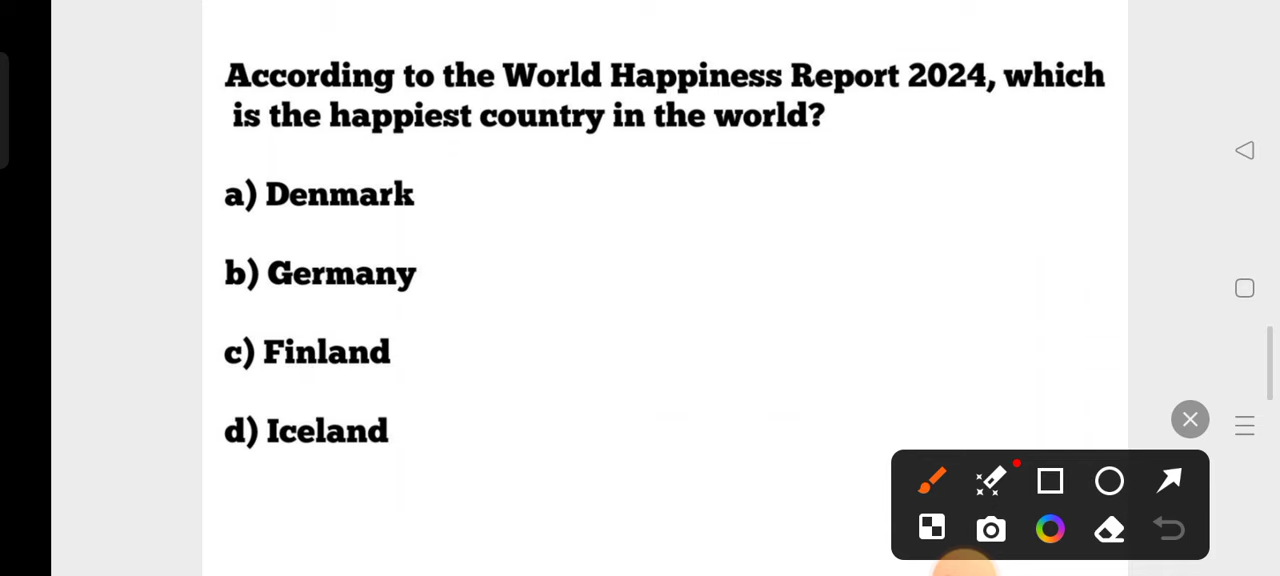 According to the World Happiness Report 2024, which
is the happiest country in the world?
a) Denmark
b) Germany
c) Finland
d) Iceland